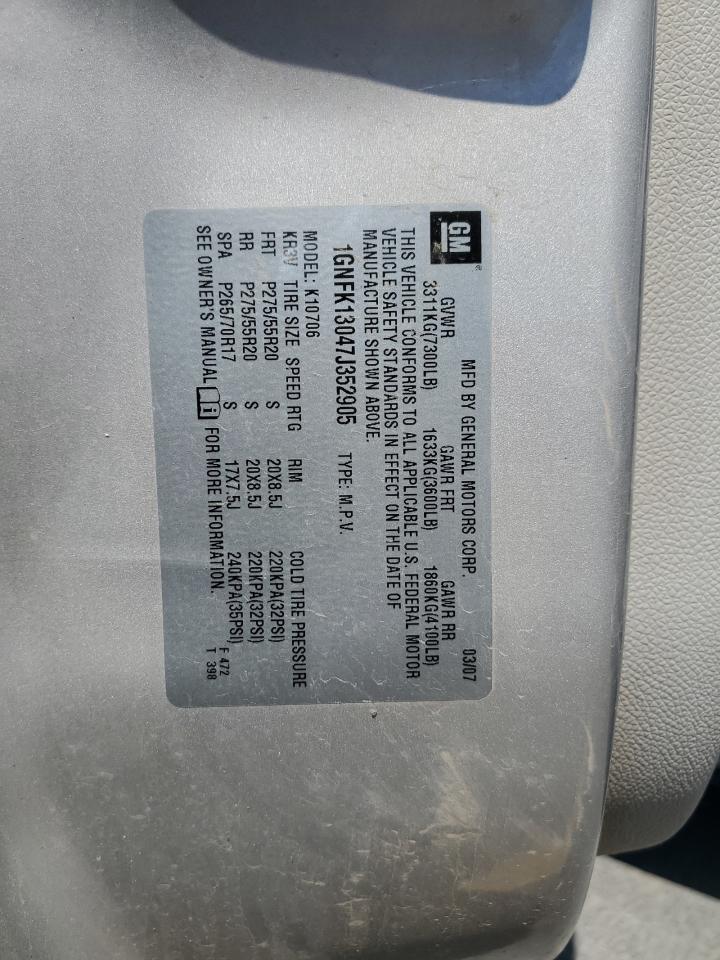 GM®
MFD BY GENERAL MOTORS CORP. 03/07
GVWR GAWR FRT GAWR RR
3311KG(7300LB) 1633KG(3600LB) 1860KG(4100LB)
THIS VEHICLE CONFORMS TO ALL APPLICABLE U.S. FEDERAL MOTOR
VEHICLE SAFETY STANDARDS IN EFFECT ON THE DATE OF
MANUFACTURE SHOWN ABOVE.
1GNFK13047J352905 TYPE: M.P.V.
MODEL: K10706
KR3V TIRE SIZE SPEED RTG RIM COLD TIRE PRESSURE
FRT P275/55R20 S 20X8.5J 220KPA(32PSI)
RR P275/55R20 S 20X8.5J 220KPA(32PSI)
SPA P265/70R17 S 17X7.5J 240KPA(35PSI) F 472
SEE OWNER'S MANUAL FOR MORE INFORMATION. T 398